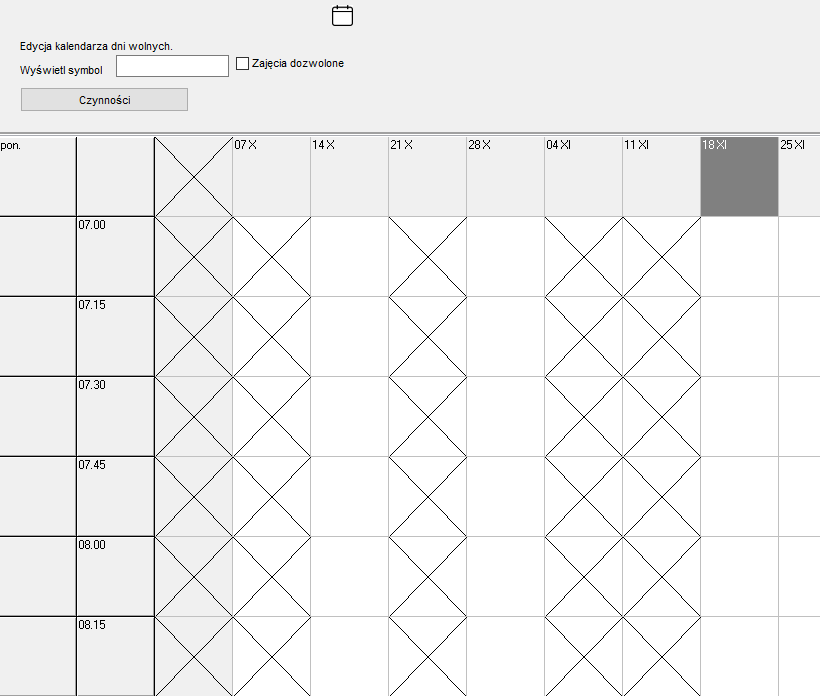 Edycja kalendarza dni wolnych.
Wyświetl symbol
Zajęcia dozwolone
Czynności
pon. 07 X 14 X 21 X 28 X 04 XI 11 XI 18 XI 25 XI
07.00
07.15
07.30
07.45
08.00
08.15